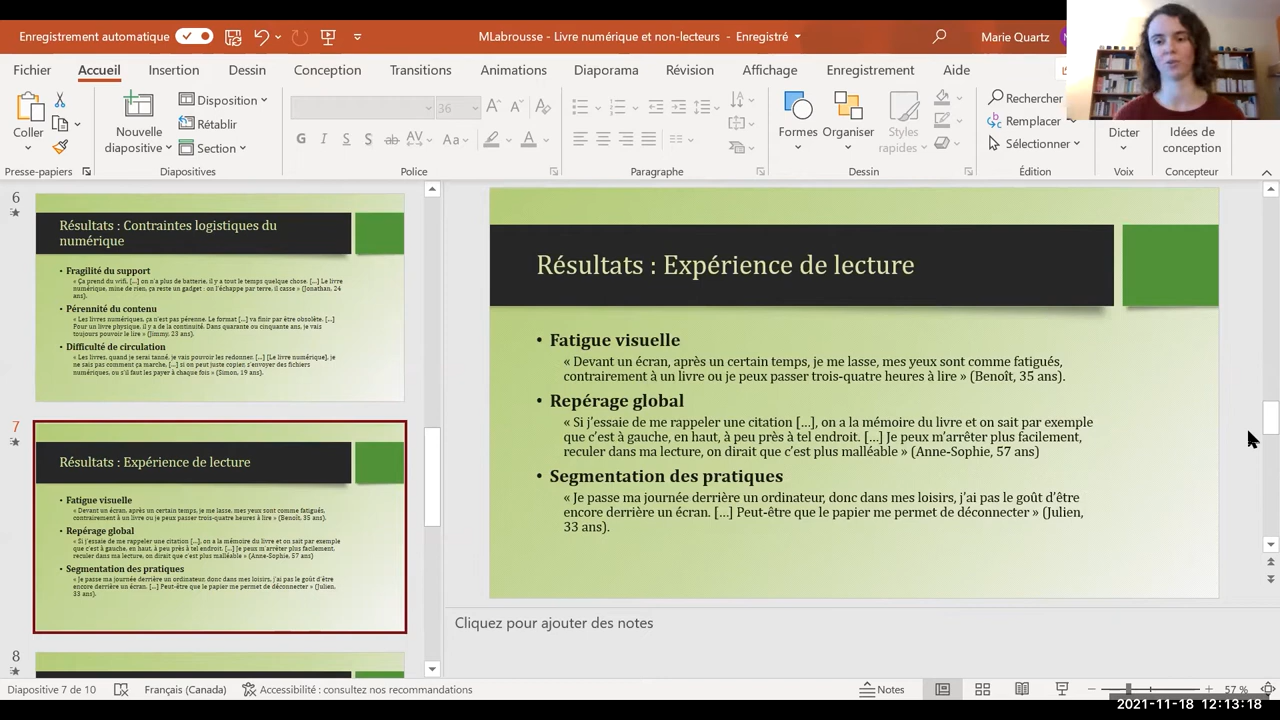 Enregistrement automatique
MLabrousse - Livre numérique et non-lecteurs - Enregistré
Marie Quartz
Fichier Accueil Insertion Dessin Conception Transitions Animations Diaporama Révision Affichage Enregistrement Aide
Coller
Nouvelle diapositive
Disposition
Rétablir
Section
36
G I S ab AV Aa A
Formes
Organiser
Styles rapides
Rechercher
Remplacer
Sélectionner
Dicter
Idées de conception
Presse-papiers
Diapositives
Police
Paragraphe
Dessin
Édition
Voix
Concepteur
6
Résultats : Contraintes logistiques du
numérique
• Fragilité du support
« Ça prend du wifi, [...] on n'a plus de batterie, il y a tout le temps quelque chose. [...] Le livre
numérique, mine de rien, ça reste un gadget : on l'échappe par terre, il casse » (Jonathan, 24
ans).
• Pérennité du contenu
« Les livres numériques, ça n'est pas pérenne. Le format [...] va finir par être obsolète. [...]
Pour un livre physique, il y a de la continuité. Dans quarante ou cinquante ans, je vais
toujours pouvoir le lire » (Jimmy, 23 ans).
• Difficulté de circulation
« Les livres, quand je serai tanné, je vais pouvoir les redonner. [...] [Le livre numérique], je
ne sais pas comment ça marche, [...] si on peut juste copier, s'envoyer des fichiers
numériques, ou s'il faut les payer à chaque fois » (Simon, 19 ans).
7
Résultats : Expérience de lecture
• Fatigue visuelle
« Devant un écran, après un certain temps, je me lasse, mes yeux sont comme fatigués,
contrairement à un livre ou je peux passer trois-quatre heures à lire » (Benoît, 35 ans).
• Repérage global
« Si j'essaie de me rappeler une citation [...], on a la mémoire du livre et on sait par exemple
que c'est à gauche, en haut, à peu près à tel endroit. [...] Je peux m'arrêter plus facilement,
reculer dans ma lecture, on dirait que c'est plus malléable » (Anne-Sophie, 57 ans)
• Segmentation des pratiques
« Je passe ma journée derrière un ordinateur, donc dans mes loisirs, j'ai pas le goût d'être
encore derrière un écran. [...] Peut-être que le papier me permet de déconnecter » (Julien,
33 ans).
8
Résultats : Expérience de lecture
• Fatigue visuelle
« Devant un écran, après un certain temps, je me lasse, mes yeux sont comme fatigués,
contrairement à un livre ou je peux passer trois-quatre heures à lire » (Benoît, 35 ans).
• Repérage global
« Si j'essaie de me rappeler une citation [...], on a la mémoire du livre et on sait par exemple
que c'est à gauche, en haut, à peu près à tel endroit. [...] Je peux m'arrêter plus facilement,
reculer dans ma lecture, on dirait que c'est plus malléable » (Anne-Sophie, 57 ans)
• Segmentation des pratiques
« Je passe ma journée derrière un ordinateur, donc dans mes loisirs, j'ai pas le goût d'être
encore derrière un écran. [...] Peut-être que le papier me permet de déconnecter » (Julien,
33 ans).
Cliquez pour ajouter des notes
Diapositive 7 de 10
Français (Canada)
Accessibilité : consultez nos recommandations
Notes
57 %
2021-11-18 12:13:18